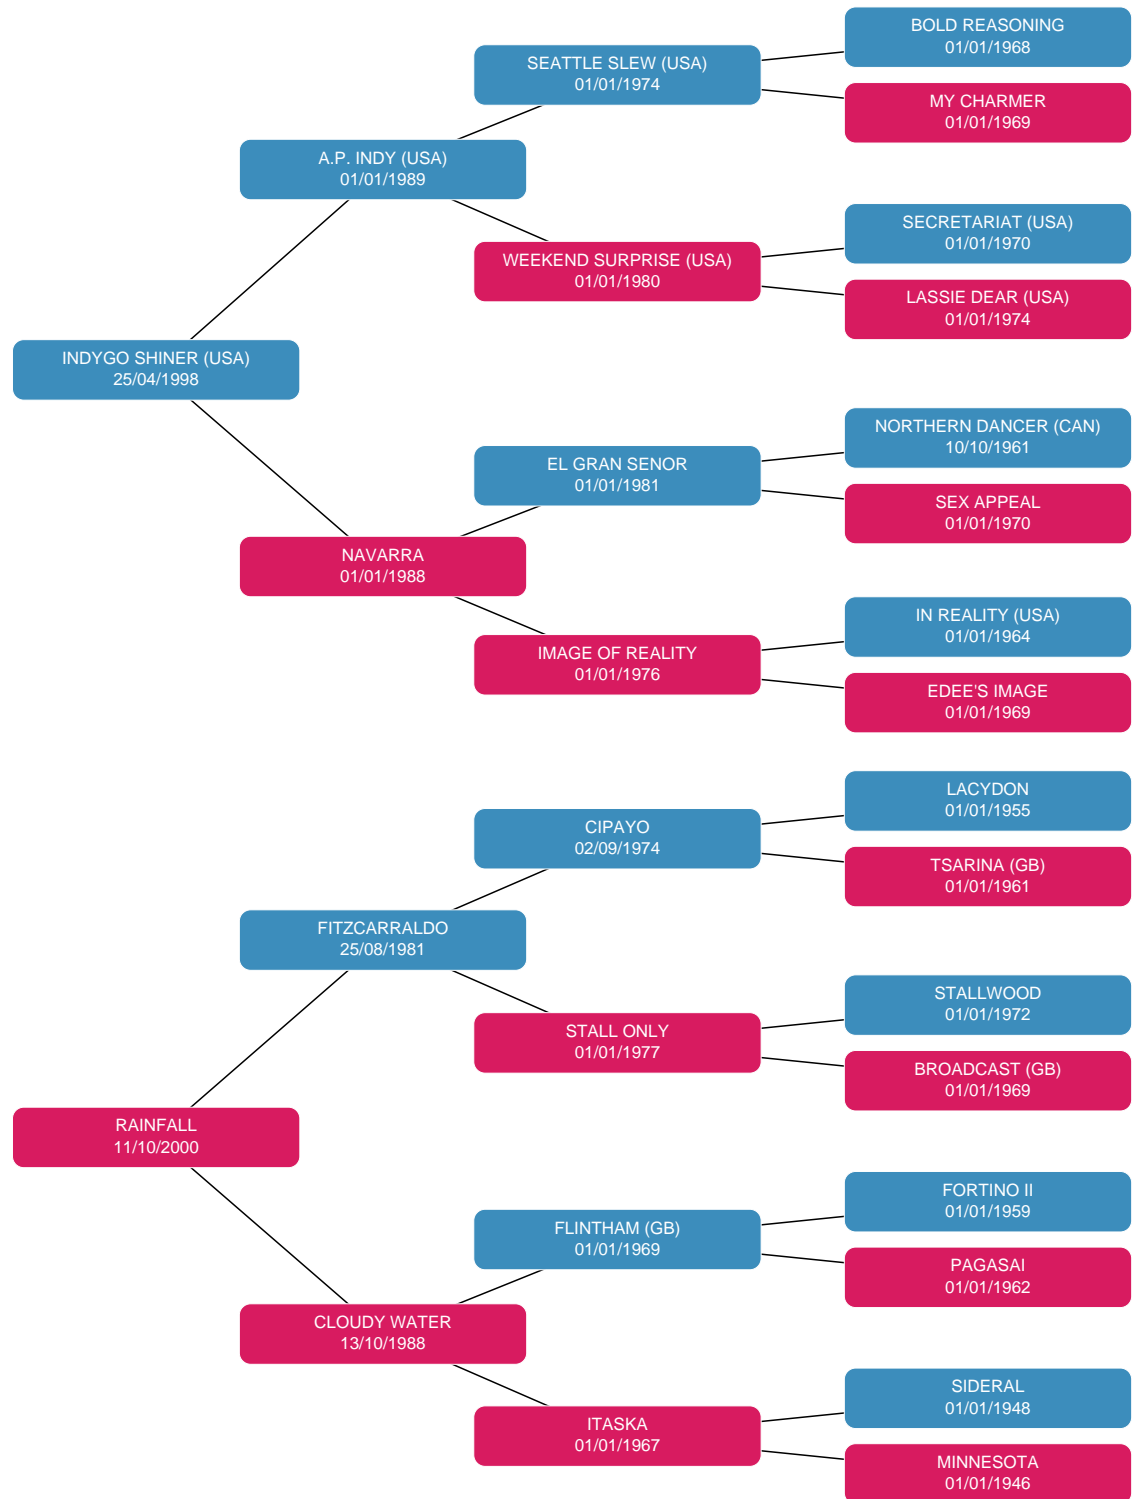 BOLD REASONING
01/01/1968
SEATTLE SLEW (USA)
01/01/1974
MY CHARMER
01/01/1969
A.P. INDY (USA)
01/01/1989
SECRETARIAT (USA)
01/01/1970
WEEKEND SURPRISE (USA)
01/01/1980
LASSIE DEAR (USA)
01/01/1974
INDYGO SHINER (USA)
25/04/1998
NORTHERN DANCER (CAN)
10/10/1961
EL GRAN SENOR
01/01/1981
SEX APPEAL
01/01/1970
NAVARRA
01/01/1988
IN REALITY (USA)
01/01/1964
IMAGE OF REALITY
01/01/1976
EDEE'S IMAGE
01/01/1969
LACYDON
01/01/1955
CIPAYO
02/09/1974
TSARINA (GB)
01/01/1961
FITZCARRALDO
25/08/1981
STALLWOOD
01/01/1972
STALL ONLY
01/01/1977
BROADCAST (GB)
01/01/1969
RAINFALL
11/10/2000
FORTINO II
01/01/1959
FLINTHAM (GB)
01/01/1969
PAGASAI
01/01/1962
CLOUDY WATER
13/10/1988
SIDERAL
01/01/1948
ITASKA
01/01/1967
MINNESOTA
01/01/1946